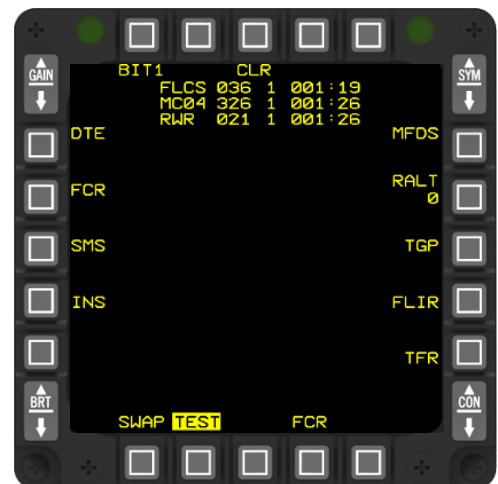 GAIN
SYM
BIT1 CLR
FLCS 036 1 001:19
MC04 326 1 001:26
RWR 021 1 001:26
DTE MFDS
FCR RALT
0
SMS TGP
INS FLIR
TFR
BRT
CON
SWAP TEST FCR